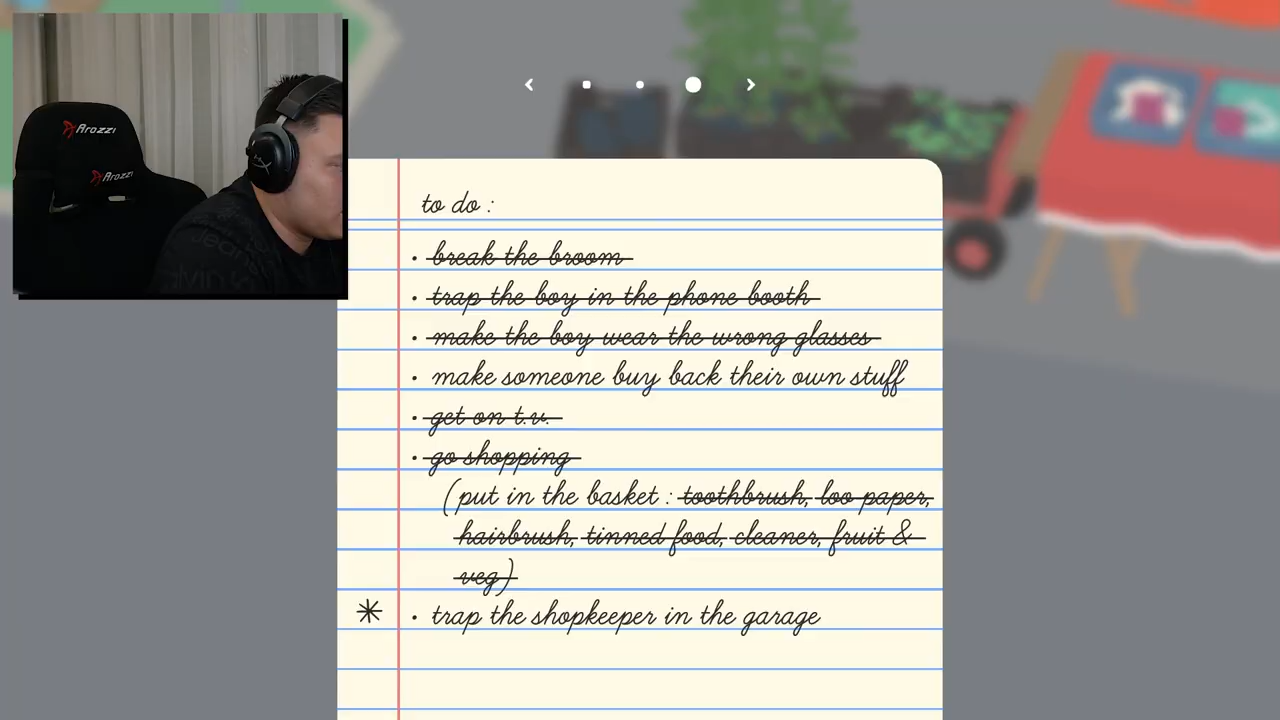 Arozzi
Arozzi
to do :
• break the broom
• trap the boy in the phone booth
• make the boy wear the wrong glasses
• make someone buy back their own stuff
• get on t.v.
• go shopping
(put in the basket : toothbrush, loo paper,
hairbrush, tinned food, cleaner, fruit &
veg)
* • trap the shopkeeper in the garage